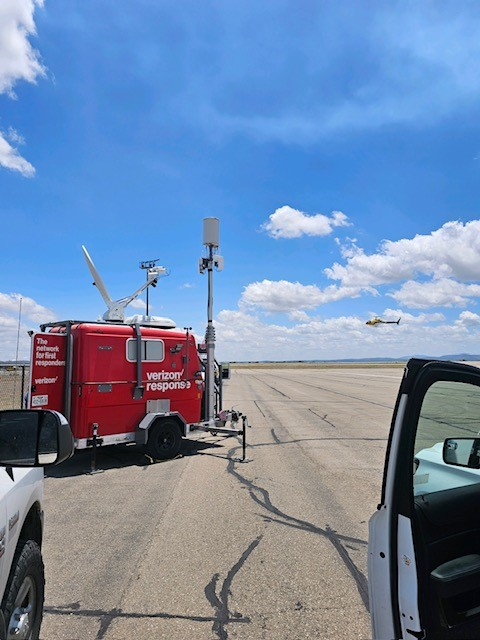 The
network
for first
responders
verizon✓
verizon✓
response